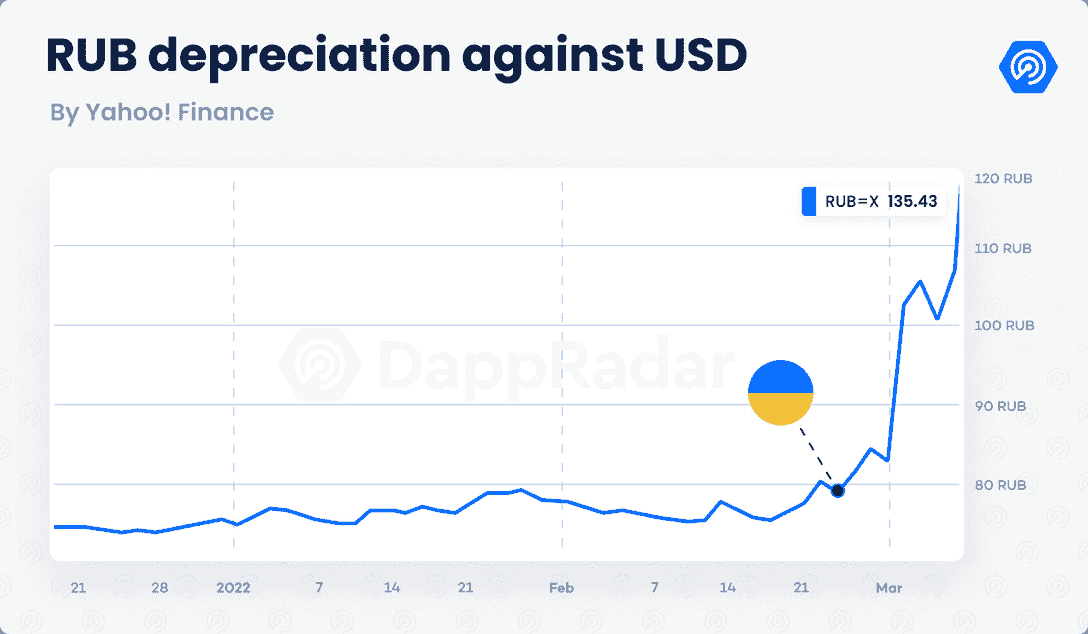 RUB depreciation against USD
By Yahoo! Finance
120 RUB
RUB=X 135.43
110 RUB
100 RUB
DappRadar
90 RUB
80 RUB
21 28 2022 7 14 21 Feb 7 14 21 Mar